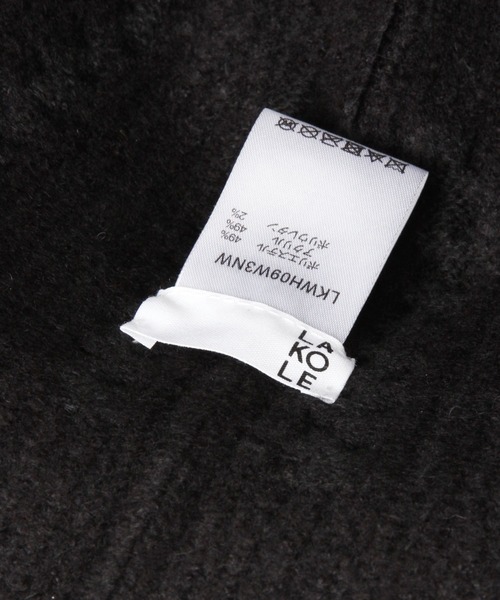 LA
KO
LE
LKWH09W3NW
ポリエステル 49%
アクリル 49%
ポリウレタン 2%